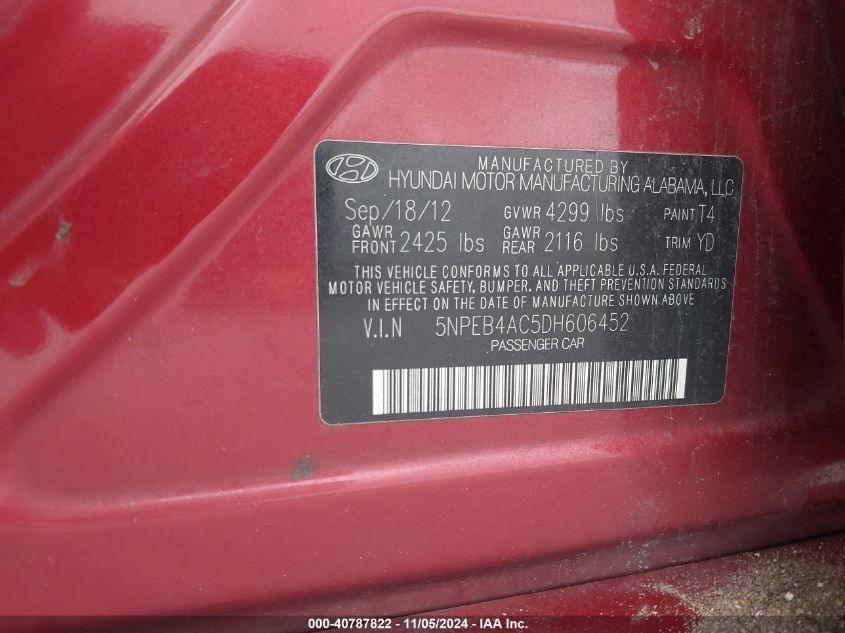 MANUFACTURED BY
HYUNDAI MOTOR MANUFACTURING ALABAMA, LLC
Sep/18/12 GVWR 4299 lbs PAINT T4
GAWR FRONT 2425 lbs GAWR REAR 2116 lbs TRIM YD
THIS VEHICLE CONFORMS TO ALL APPLICABLE U.S.A. FEDERAL
MOTOR VEHICLE SAFETY, BUMPER, AND THEFT PREVENTION STANDARDS
IN EFFECT ON THE DATE OF MANUFACTURE SHOWN ABOVE
V.I.N 5NPEB4AC5DH606452
PASSENGER CAR
000-40787822 - 11/05/2024 - IAA Inc.